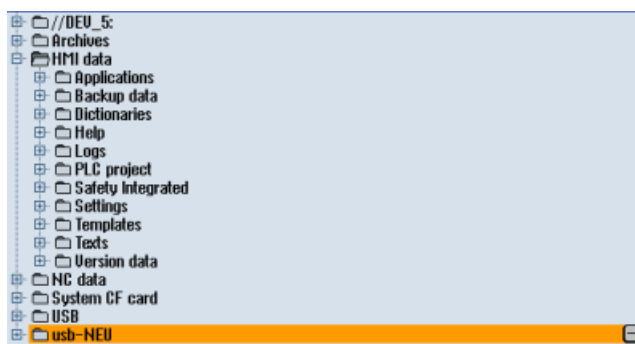 //DEV_5:
Archives
HMI data
Applications
Backup data
Dictionaries
Help
Logs
PLC project
Safety Integrated
Settings
Templates
Texts
Version data
NC data
System CF card
USB
usb-NEU